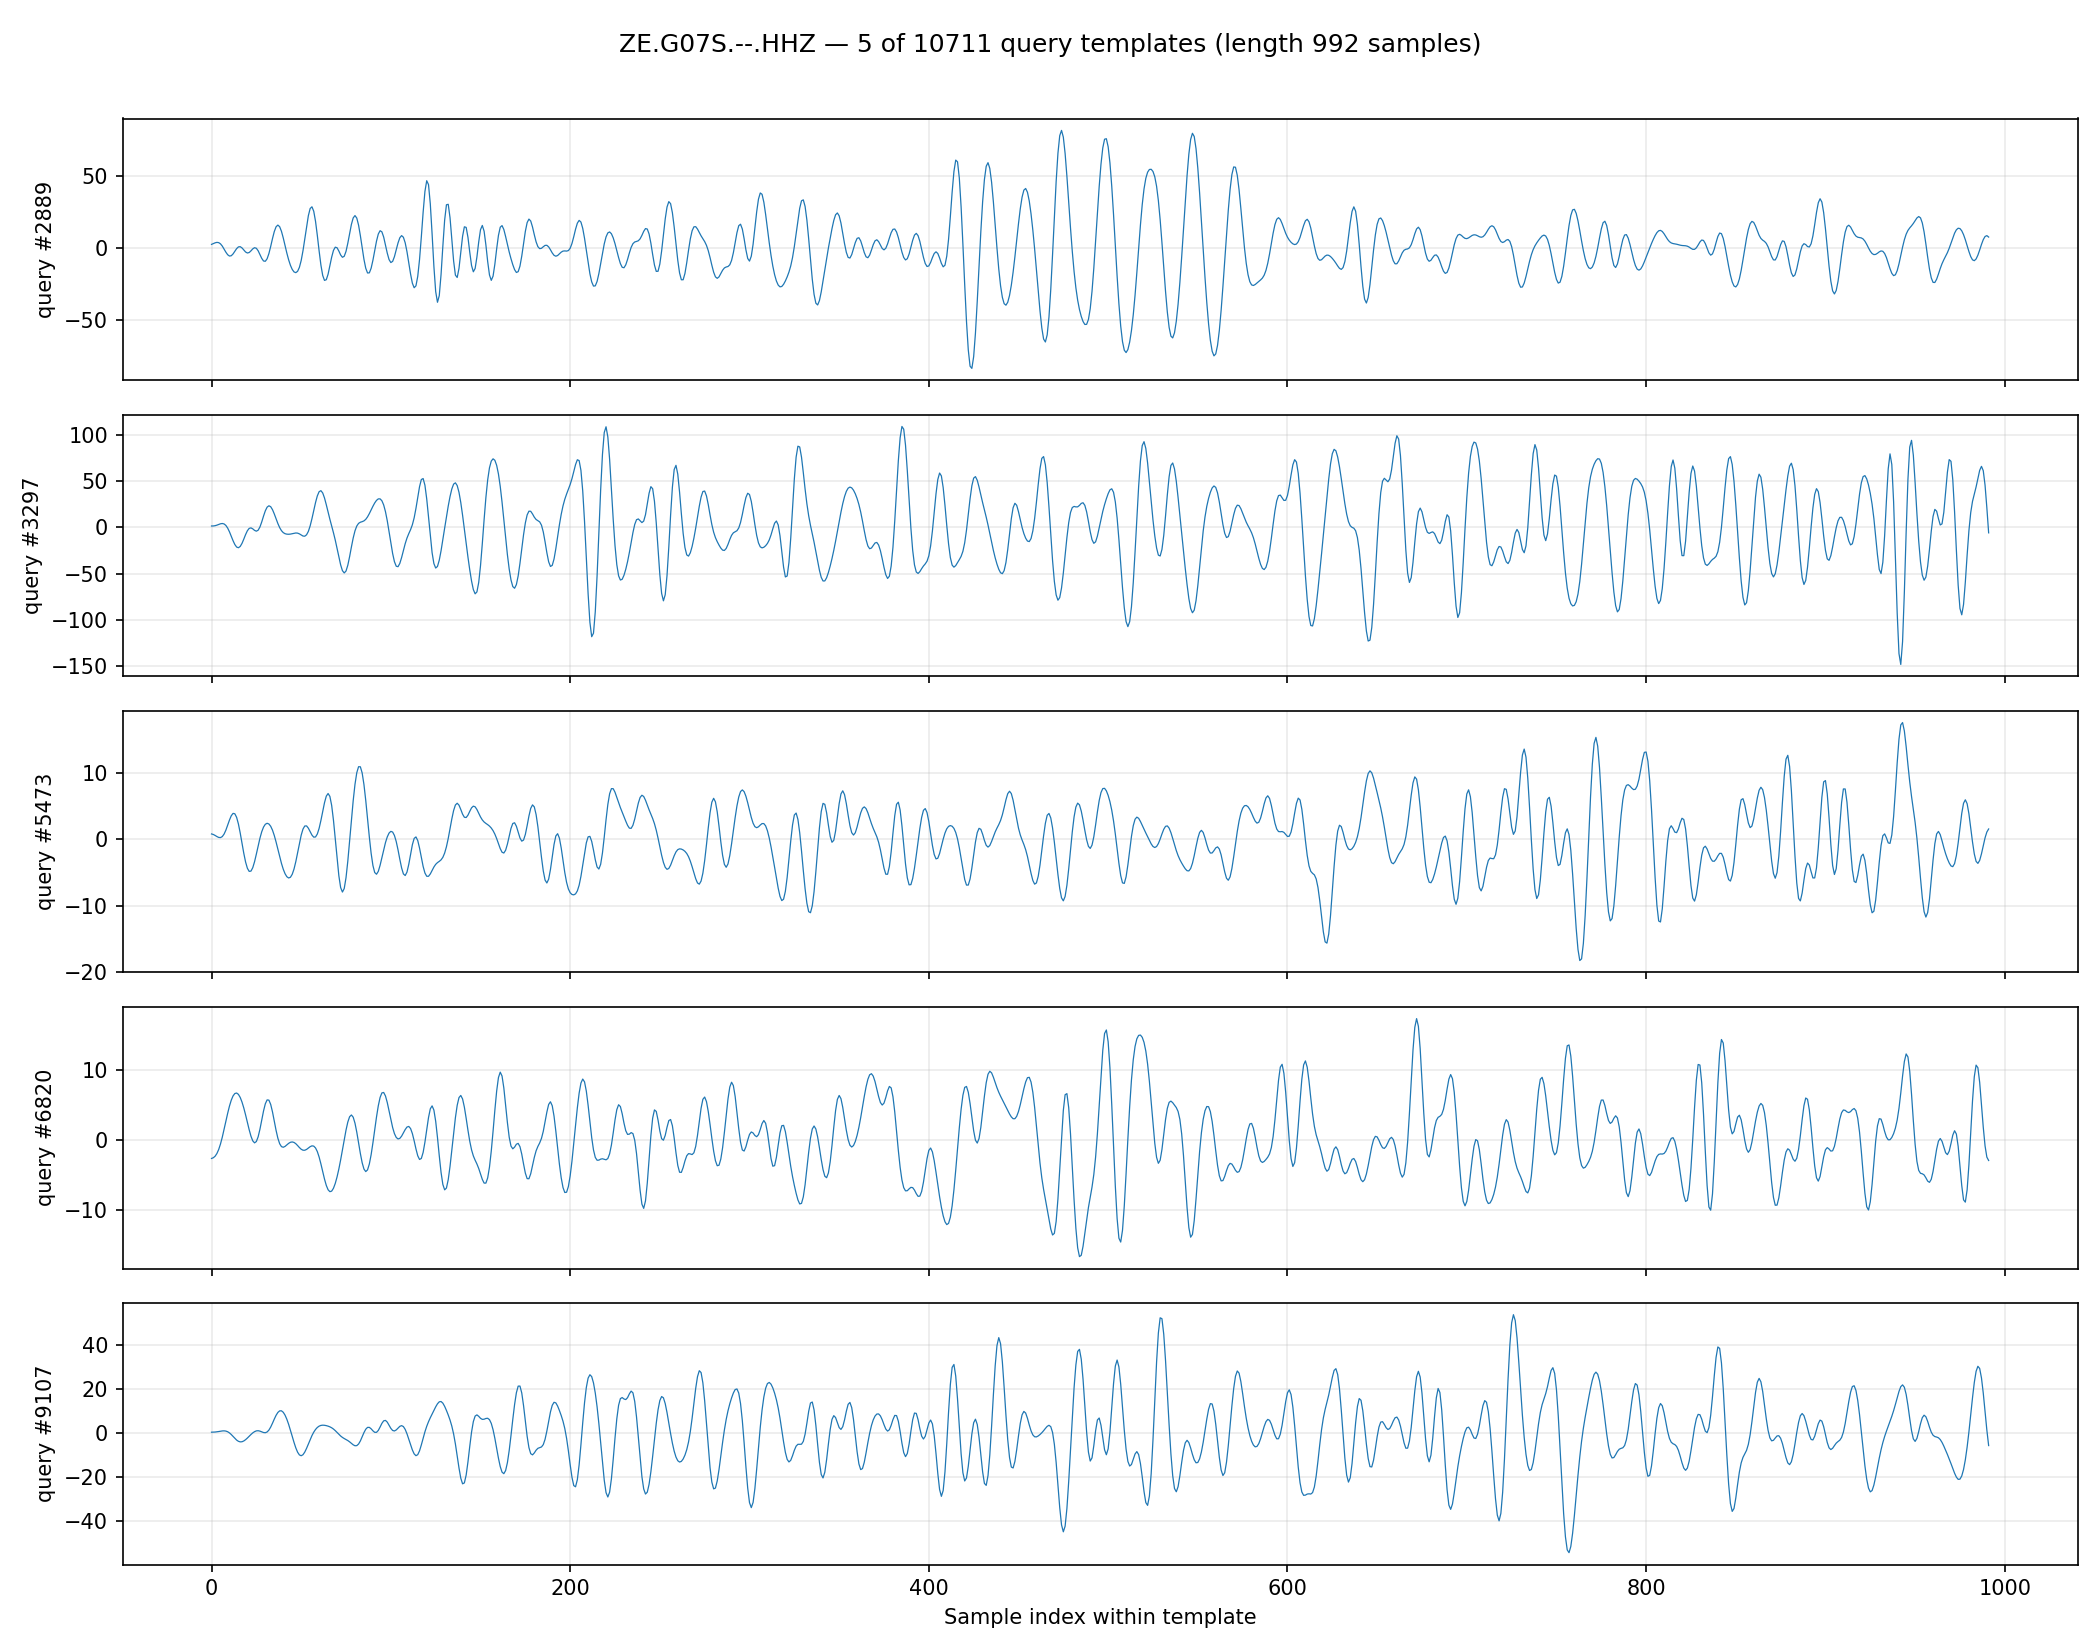 ZE.G07S.--.HHZ — 5 of 10711 query templates (length 992 samples)
query #2889
50
0
−50
query #3297
100
50
0
−50
−100
−150
query #5473
10
0
−10
−20
query #6820
10
0
−10
query #9107
40
20
0
−20
−40
0 200 400 600 800 1000
Sample index within template